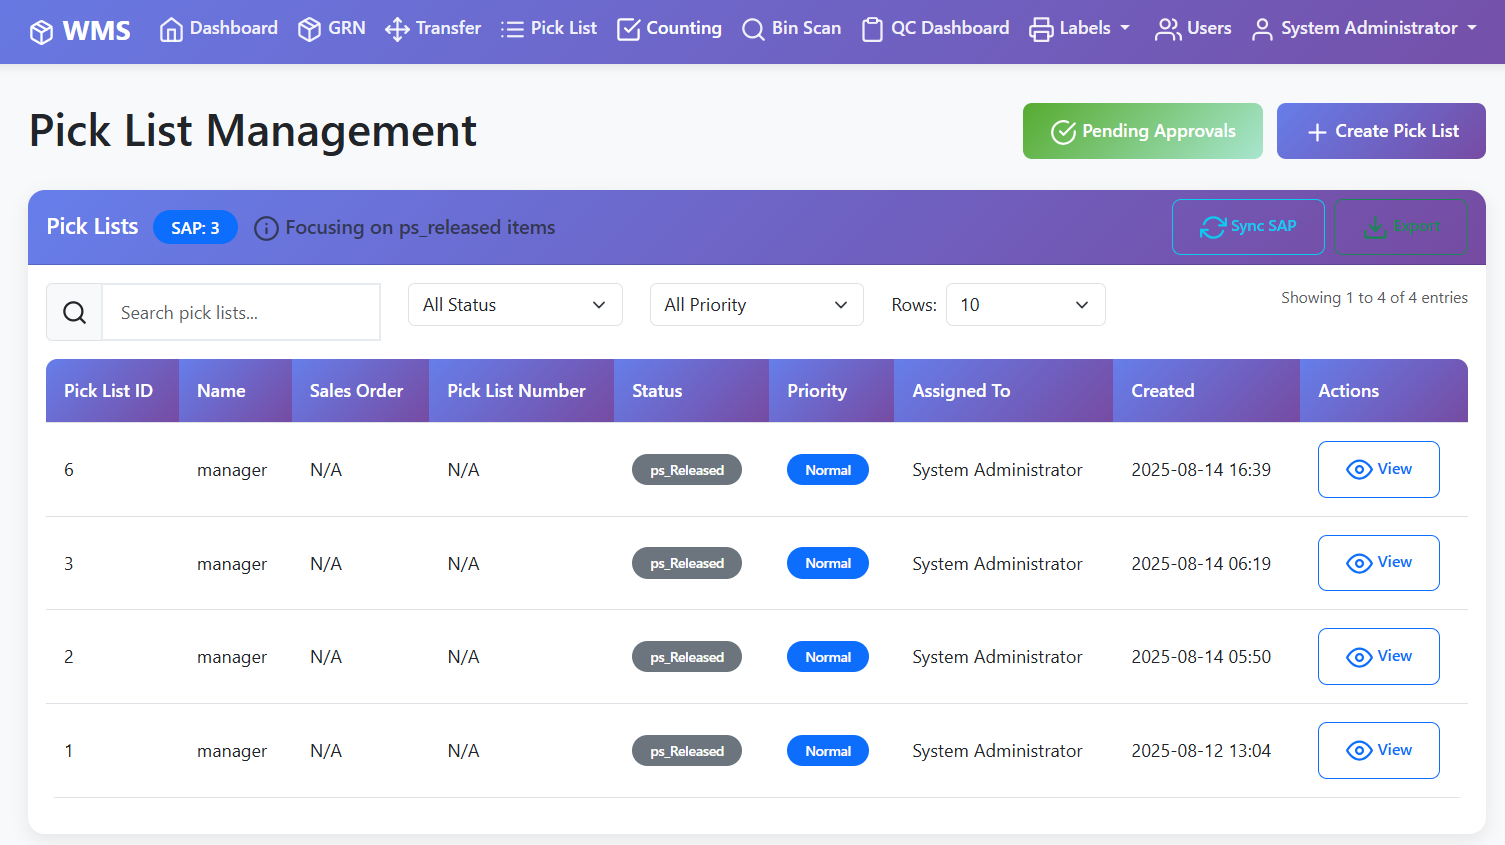 WMS Dashboard GRN Transfer Pick List Counting Bin Scan QC Dashboard Labels Users System Administrator
Pick List Management
Pending Approvals Create Pick List
Pick Lists SAP: 3 Focusing on ps_released items Sync SAP Export
Search pick lists... All Status All Priority Rows: 10 Showing 1 to 4 of 4 entries
Pick List ID Name Sales Order Pick List Number Status Priority Assigned To Created Actions
6 manager N/A N/A ps_Released Normal System Administrator 2025-08-14 16:39 View
3 manager N/A N/A ps_Released Normal System Administrator 2025-08-14 06:19 View
2 manager N/A N/A ps_Released Normal System Administrator 2025-08-14 05:50 View
1 manager N/A N/A ps_Released Normal System Administrator 2025-08-12 13:04 View